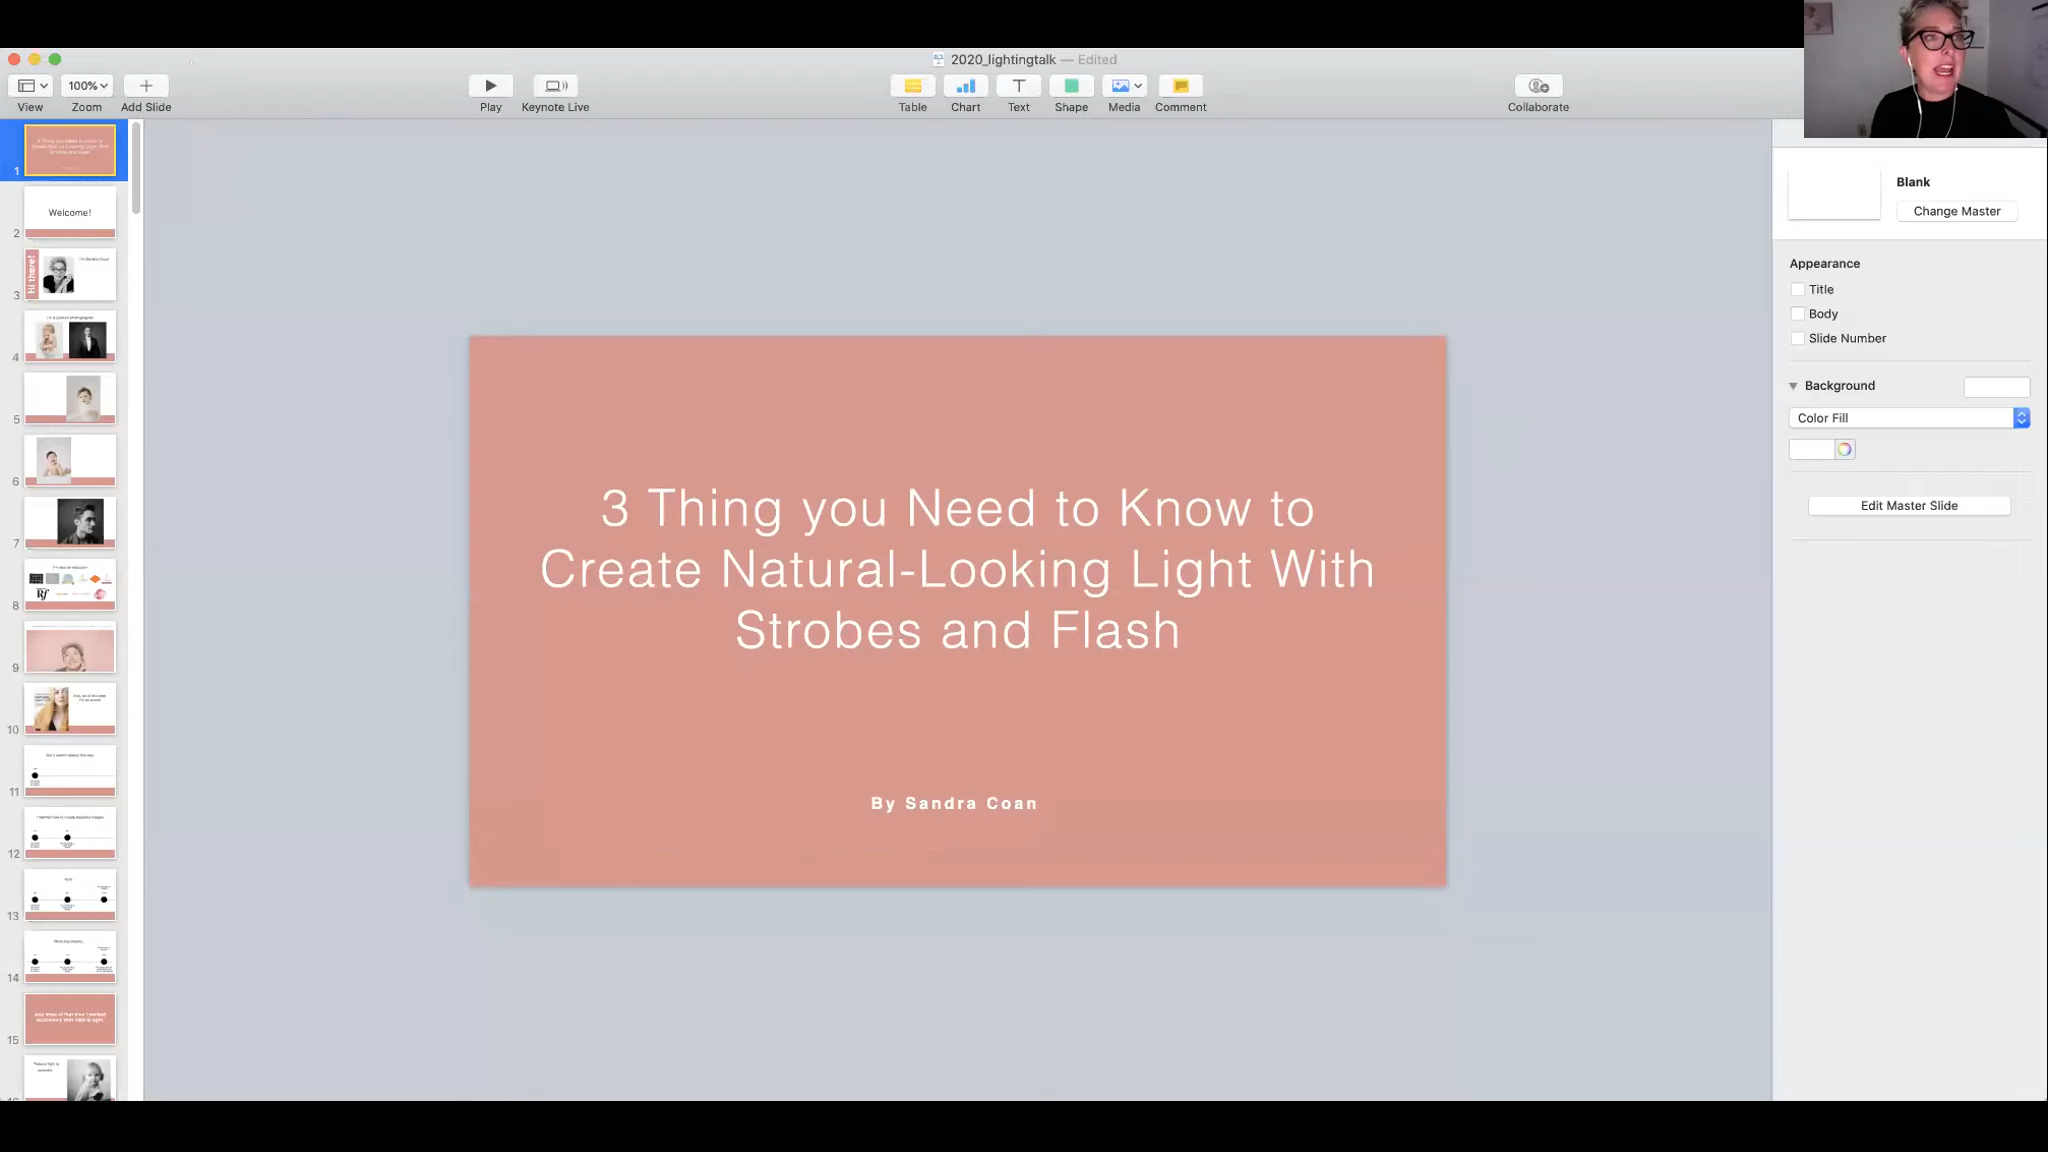 2020_lightingtalk — Edited
100%
View
Zoom
Add Slide
Play
Keynote Live
Table
Chart
Text
Shape
Media
Comment
Collaborate
1
2
Welcome!
3
Hi there!
4
5
6
7
8
Rf
9
10
11
12
13
14
15
3 Thing you Need to Know to
Create Natural-Looking Light With
Strobes and Flash
By Sandra Coan
Blank
Change Master
Appearance
Title
Body
Slide Number
Background
Color Fill
Edit Master Slide